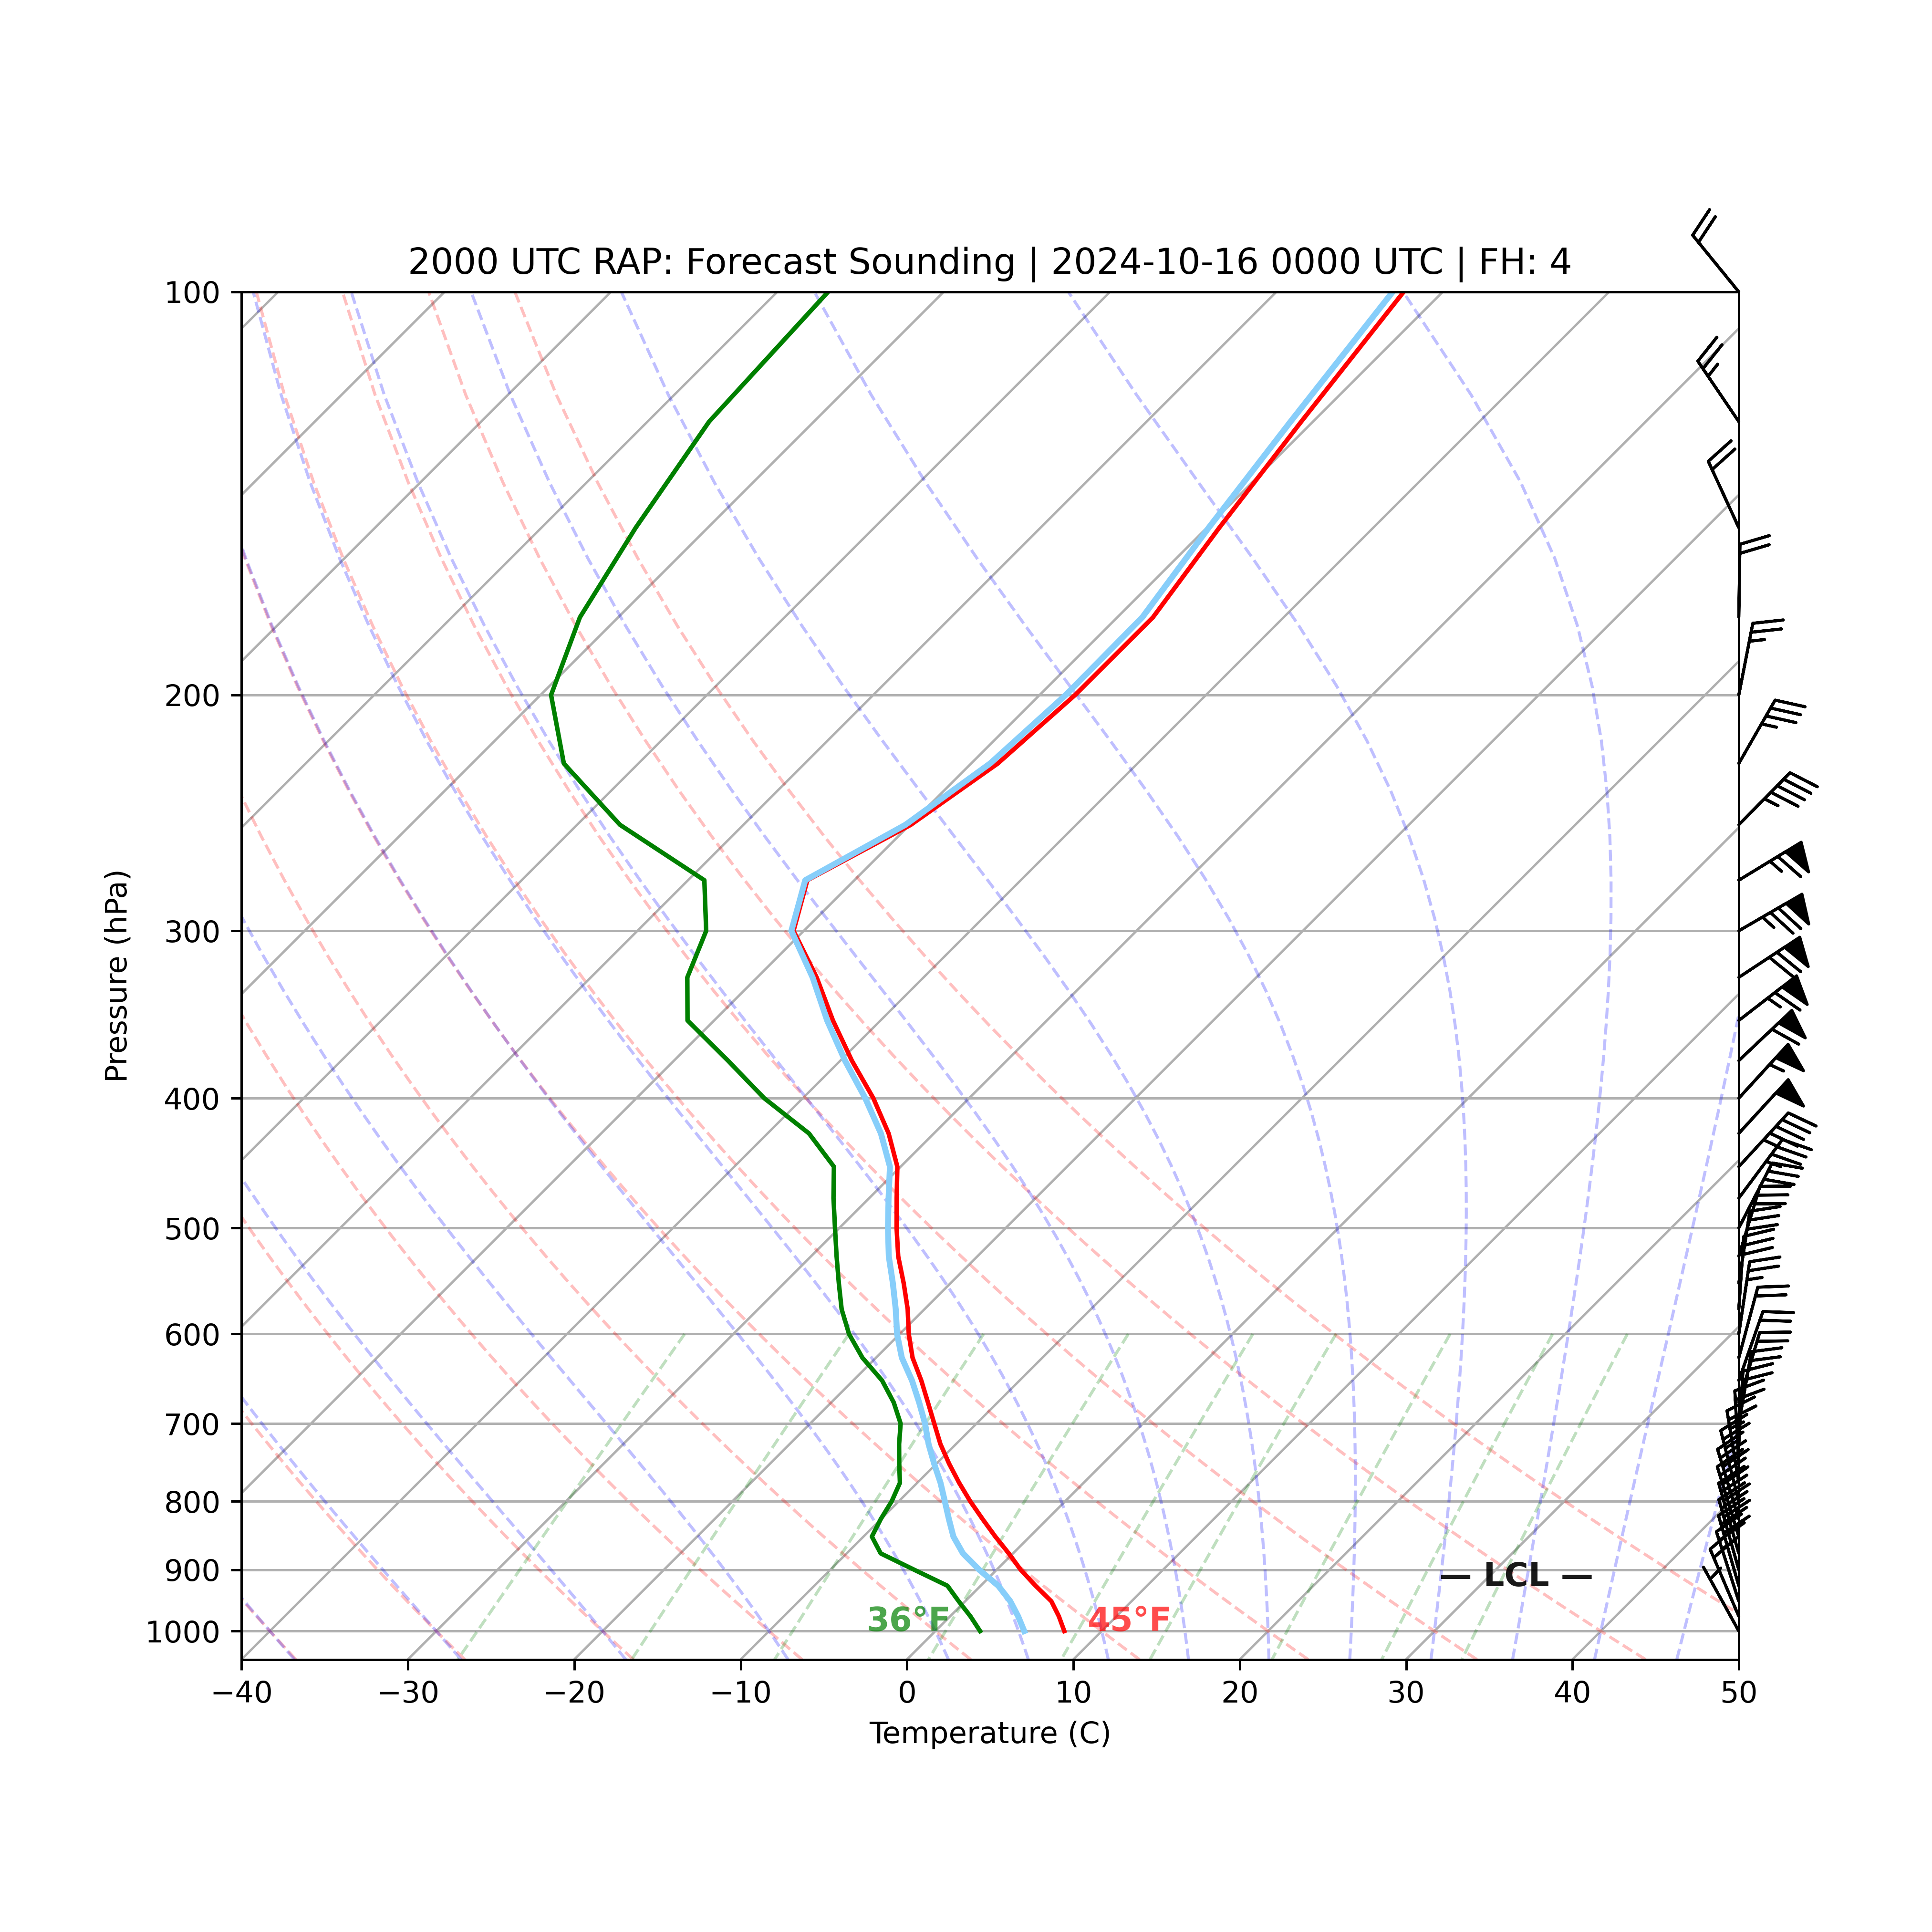 2000 UTC RAP: Forecast Sounding | 2024-10-16 0000 UTC | FH: 4
100
200
300
400
500
600
700
800
900
1000
Pressure (hPa)
— LCL —
36°F
45°F
−40 −30 −20 −10 0 10 20 30 40 50
Temperature (C)